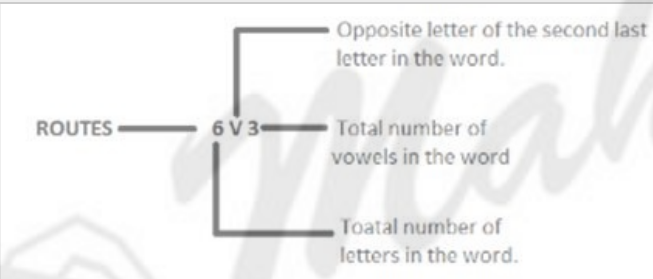 Opposite letter of the second last
letter in the word.
ROUTES 6 V 3 Total number of
vowels in the word
Toatal number of
letters in the word.